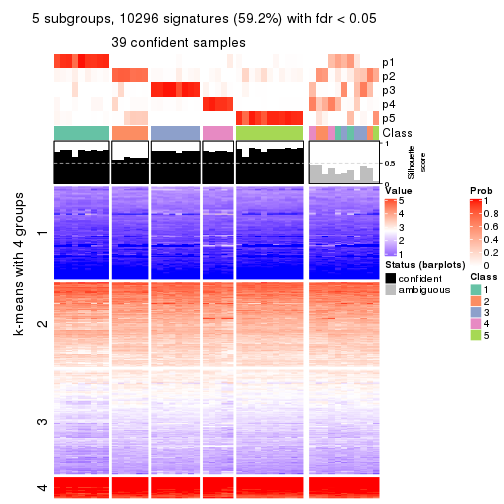 5 subgroups, 10296 signatures (59.2%) with fdr < 0.05
39 confident samples
p1
p2
p3
p4
p5
Class
1
0.5
0
Silhouette
score
k-means with 4 groups
1
2
3
4
Value
5
4
3
2
1
Status (barplots)
confident
ambiguous
Prob
1
0.8
0.6
0.4
0.2
0
Class
1
2
3
4
5